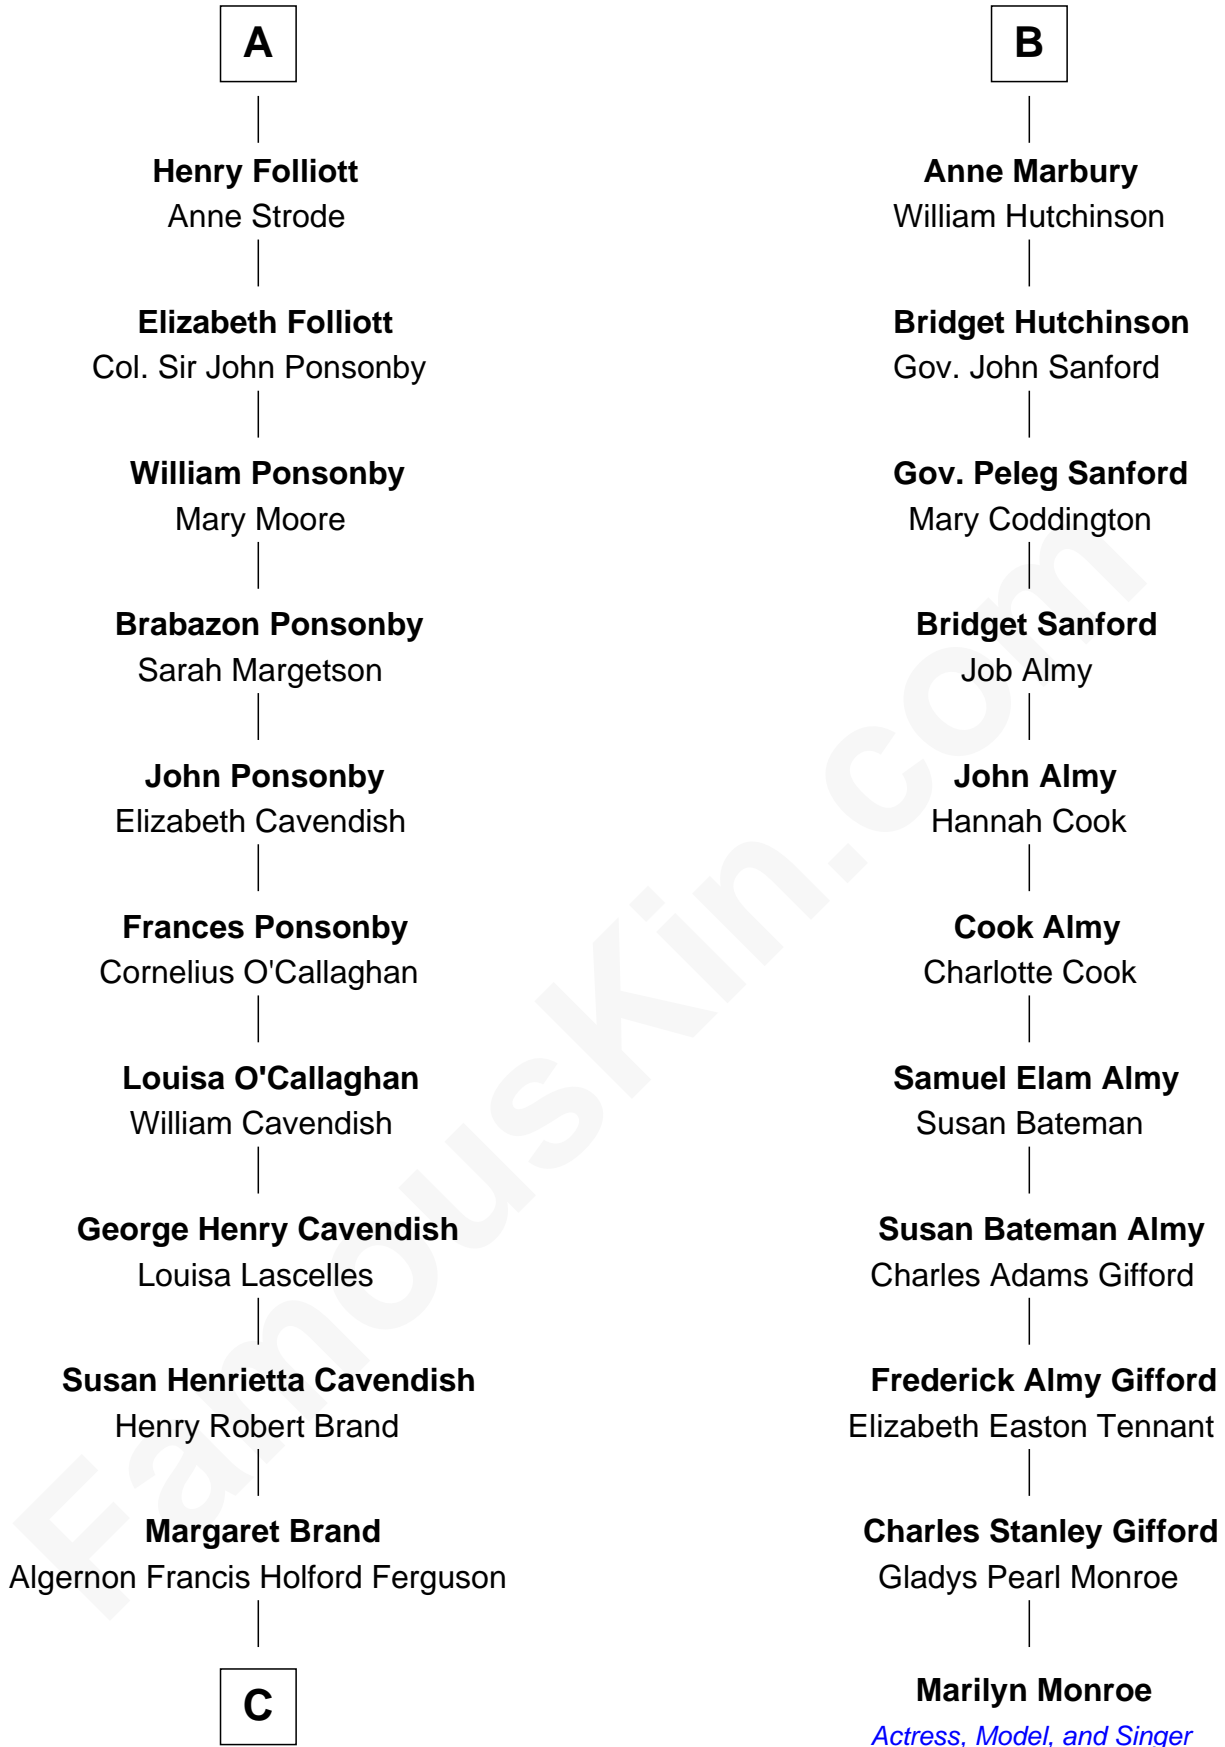 A
Henry Folliott
Anne Strode
Elizabeth Folliott
Col. Sir John Ponsonby
William Ponsonby
Mary Moore
Brabazon Ponsonby
Sarah Margetson
John Ponsonby
Elizabeth Cavendish
Frances Ponsonby
Cornelius O'Callaghan
Louisa O'Callaghan
William Cavendish
George Henry Cavendish
Louisa Lascelles
Susan Henrietta Cavendish
Henry Robert Brand
Margaret Brand
Algernon Francis Holford Ferguson
C
B
Anne Marbury
William Hutchinson
Bridget Hutchinson
Gov. John Sanford
Gov. Peleg Sanford
Mary Coddington
Bridget Sanford
Job Almy
John Almy
Hannah Cook
Cook Almy
Charlotte Cook
Samuel Elam Almy
Susan Bateman
Susan Bateman Almy
Charles Adams Gifford
Frederick Almy Gifford
Elizabeth Easton Tennant
Charles Stanley Gifford
Gladys Pearl Monroe
Marilyn Monroe
Actress, Model, and Singer
FamousKin.com